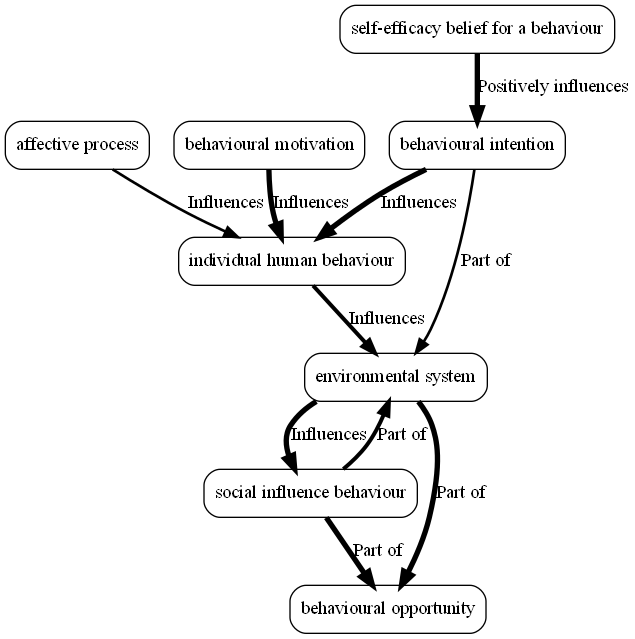 self-efficacy belief for a behaviour
Positively influences
affective process
behavioural motivation
behavioural intention
Influences
Influences
Influences
individual human behaviour
Part of
Influences
environmental system
Influences
Part of
social influence behaviour
Part of
Part of
behavioural opportunity